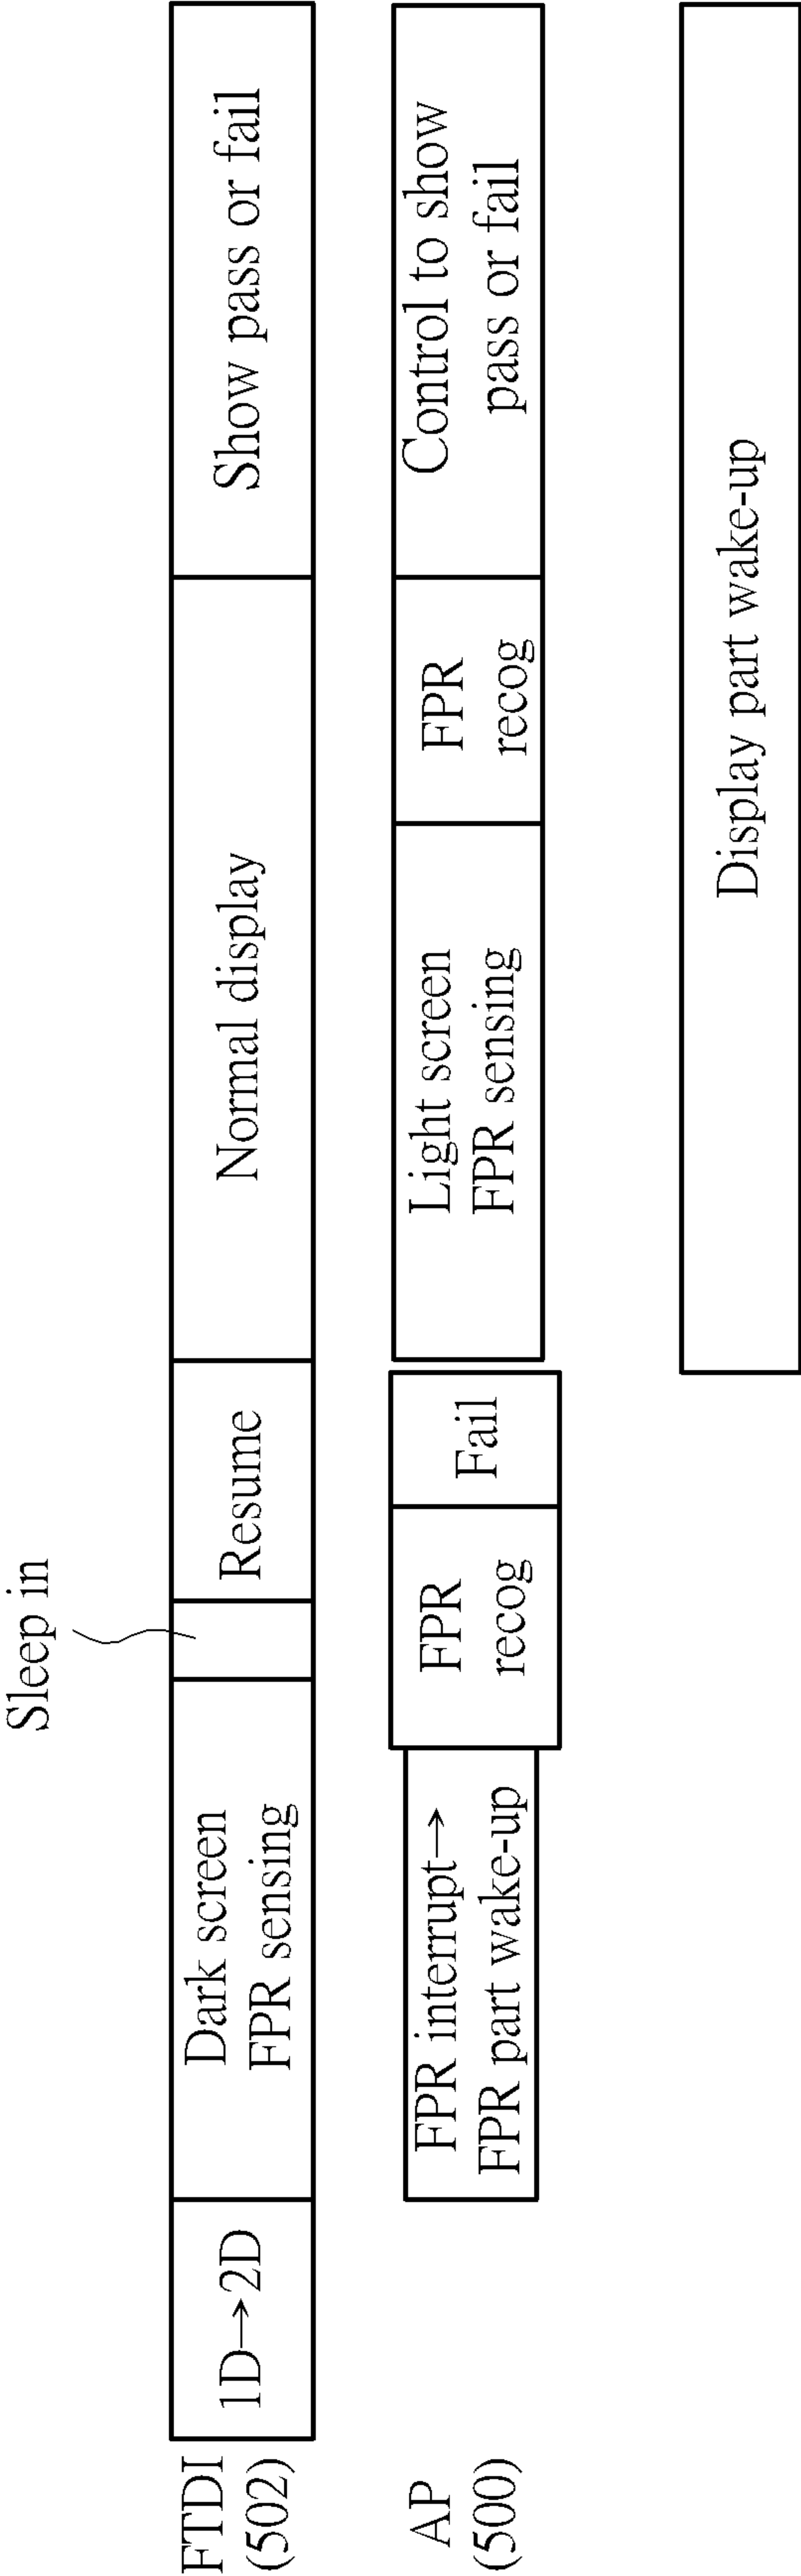 Sleep in
FTDI
(502)
1D→2D
Dark screen
FPR sensing
Resume
Normal display
Show pass or fail
AP
(500)
FPR interrupt→
FPR part wake-up
FPR
recog
Fail
Light screen
FPR sensing
FPR
recog
Control to show
pass or fail
Display part wake-up